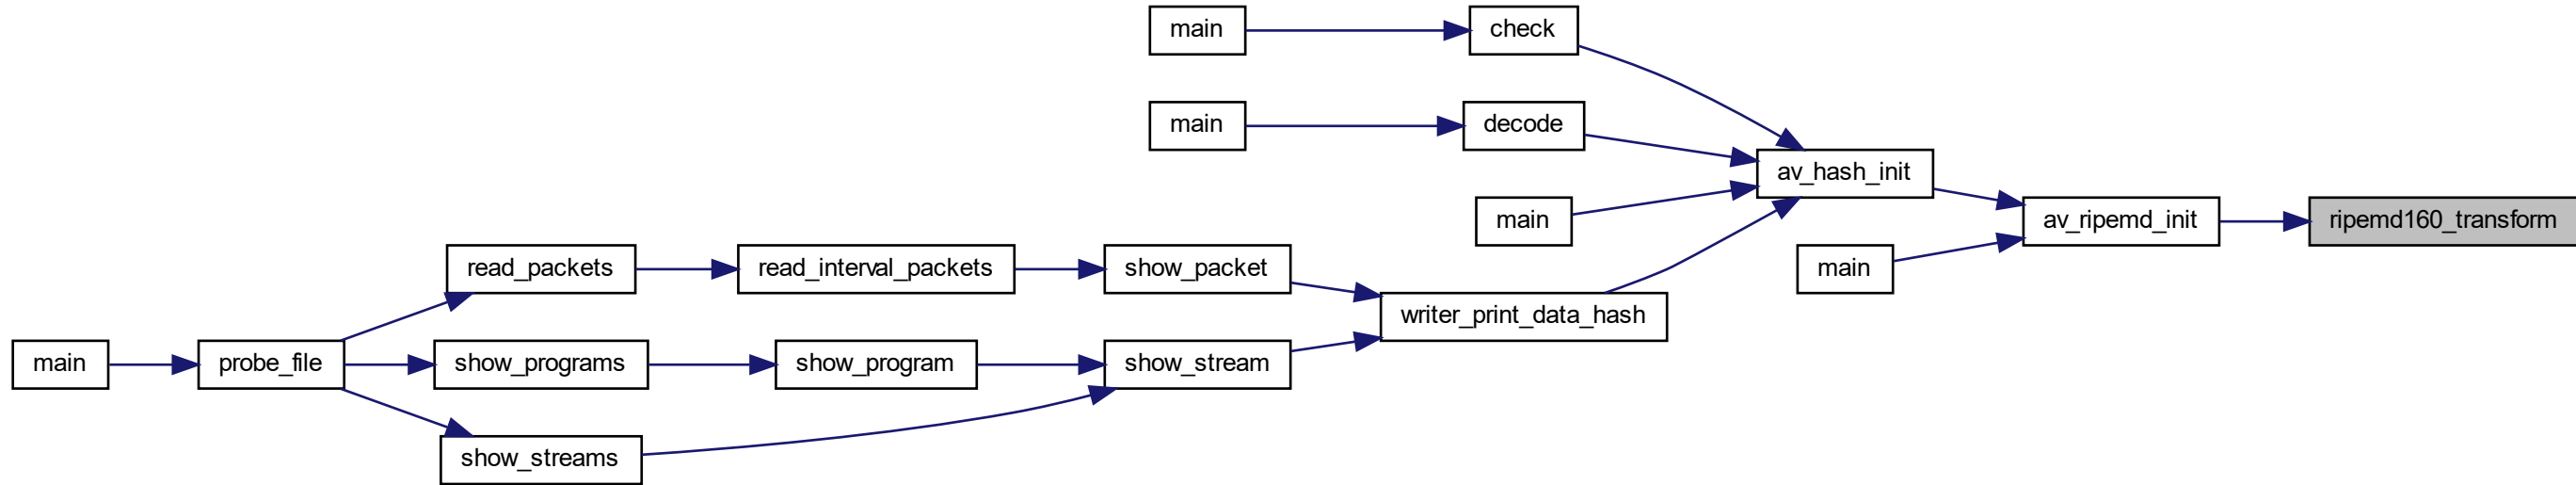 main
check
main
decode
av_hash_init
main
av_ripemd_init
ripemd160_transform
main
read_packets
read_interval_packets
show_packet
writer_print_data_hash
main
probe_file
show_programs
show_program
show_stream
show_streams